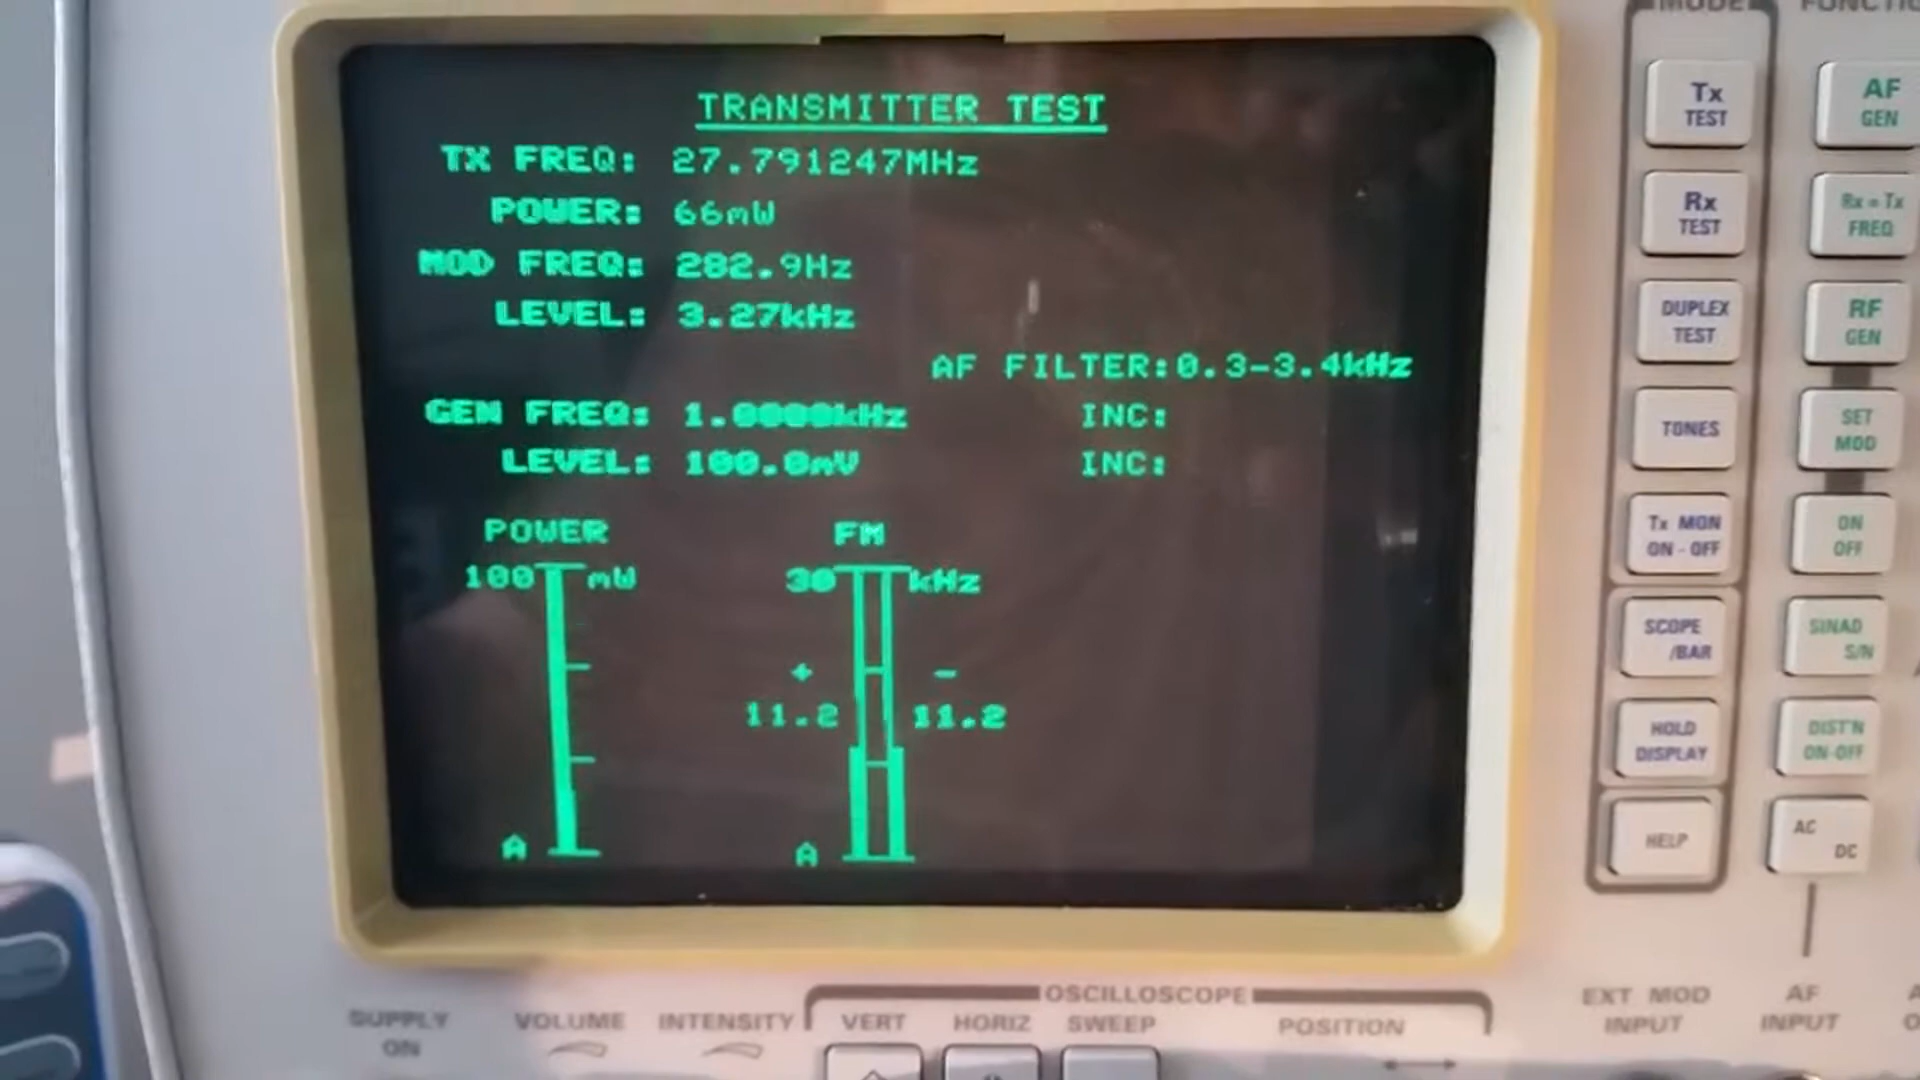 TRANSMITTER TEST
TX FREQ: 27.791247MHz
POWER: 66mW
MOD FREQ: 282.9Hz
LEVEL: 3.27kHz
AF FILTER:0.3-3.4kHz
GEN FREQ: 1.0000kHz INC:
LEVEL: 100.0mV INC:
POWER FM
100 mW 30 kHz
+ -
11.2 11.2
A A
MODE
Tx TEST
Rx TEST
DUPLEX TEST
TONES
Tx MON ON - OFF
SCOPE /BAR
HOLD DISPLAY
HELP
AF GEN
Rx = Tx FREQ
RF GEN
SET MOD
ON OFF
SINAD S/N
DIST'N ON-OFF
AC DC
SUPPLY ON
VOLUME
INTENSITY
OSCILLOSCOPE
VERT HORIZ SWEEP POSITION
EXT MOD INPUT
AF INPUT